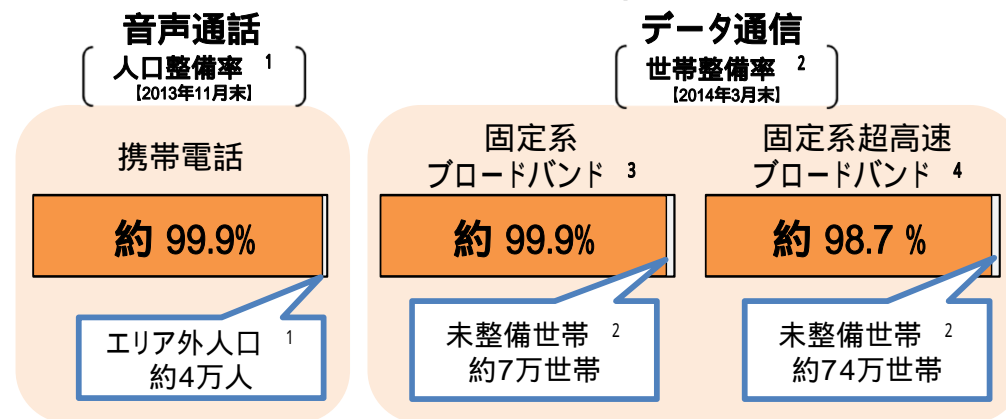 音声通話
人口整備率 1
【2013年11月末】
携帯電話
約 99.9%
エリア外人口 1
約4万人
データ通信
世帯整備率 2
【2014年3月末】
固定系
ブロードバンド 3
約 99.9%
未整備世帯 2
約7万世帯
固定系超高速
ブロードバンド 4
約 98.7 %
未整備世帯 2
約74万世帯